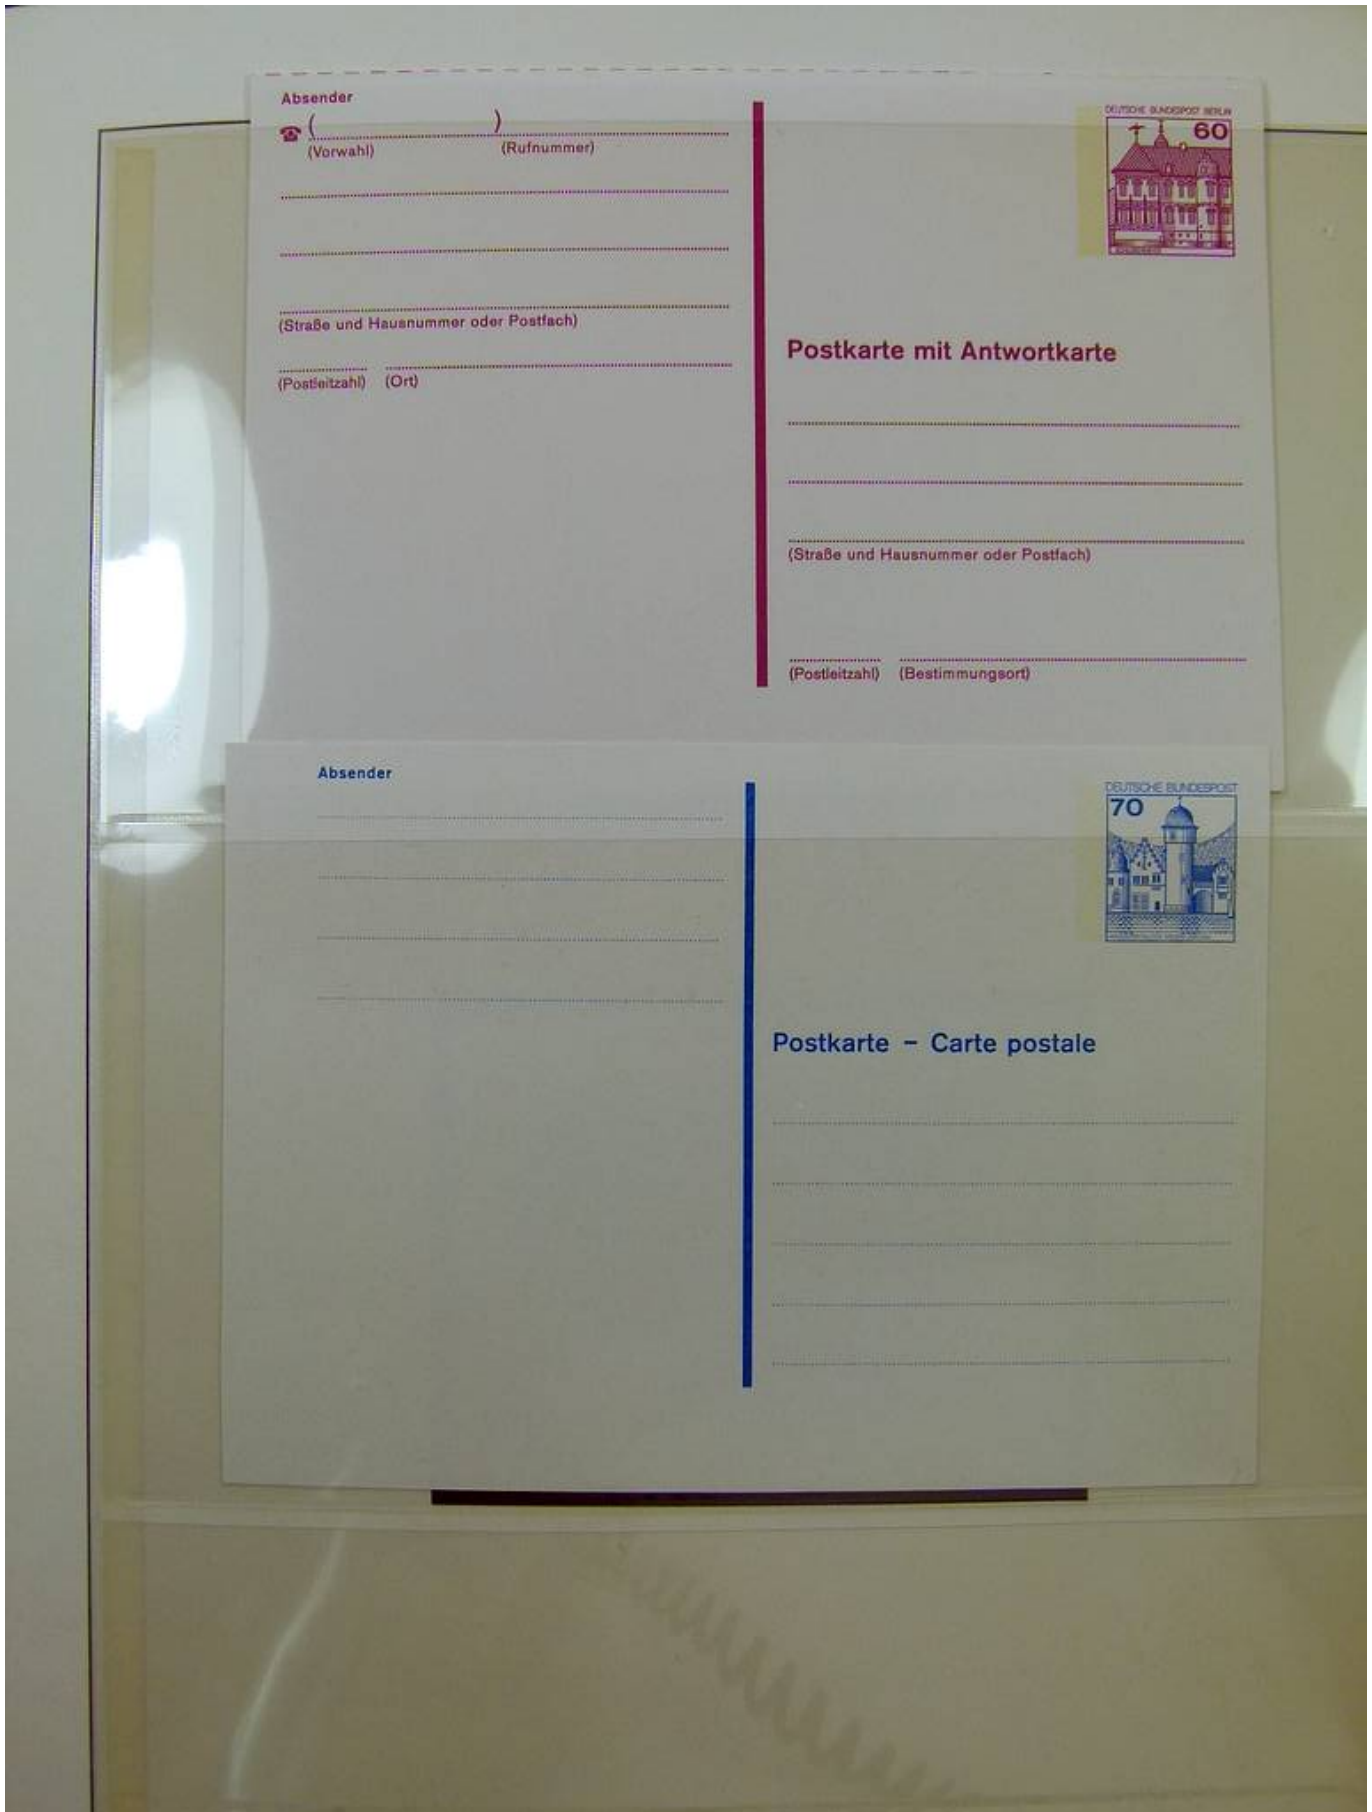 Absender
( )
(Vorwahl) (Rufnummer)
(Straße und Hausnummer oder Postfach)
(Postleitzahl) (Ort)
DEUTSCHE BUNDESPOST BERLIN
60
Postkarte mit Antwortkarte
(Straße und Hausnummer oder Postfach)
(Postleitzahl) (Bestimmungsort)
Absender
DEUTSCHE BUNDESPOST
70
Postkarte – Carte postale